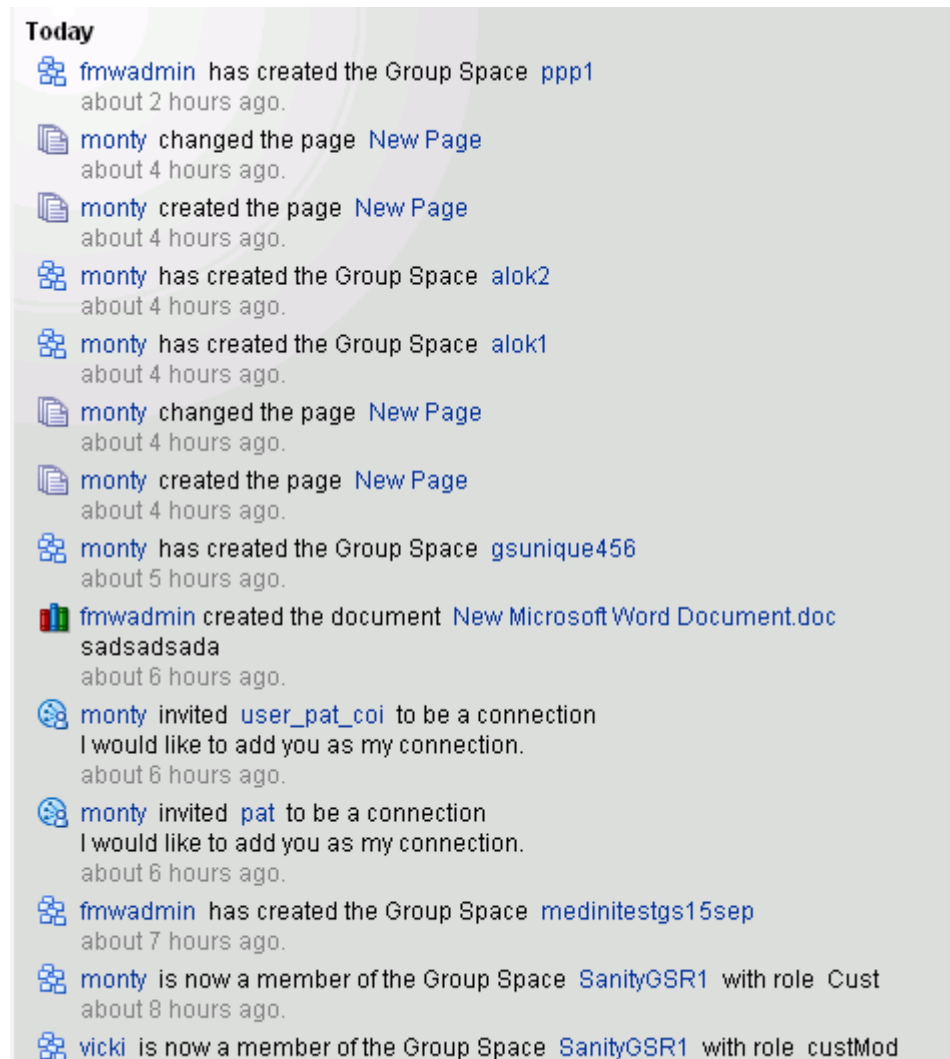 Today
fmwadmin has created the Group Space ppp1
about 2 hours ago.
monty changed the page New Page
about 4 hours ago.
monty created the page New Page
about 4 hours ago.
monty has created the Group Space alok2
about 4 hours ago.
monty has created the Group Space alok1
about 4 hours ago.
monty changed the page New Page
about 4 hours ago.
monty created the page New Page
about 4 hours ago.
monty has created the Group Space gsunique456
about 5 hours ago.
fmwadmin created the document New Microsoft Word Document.doc
sadsadsada
about 6 hours ago.
monty invited user_pat_coi to be a connection
I would like to add you as my connection.
about 6 hours ago.
monty invited pat to be a connection
I would like to add you as my connection.
about 6 hours ago.
fmwadmin has created the Group Space medinitestgs15sep
about 7 hours ago.
monty is now a member of the Group Space SanityGSR1 with role Cust
about 8 hours ago.
vicki is now a member of the Group Space SanityGSR1 with role custMod